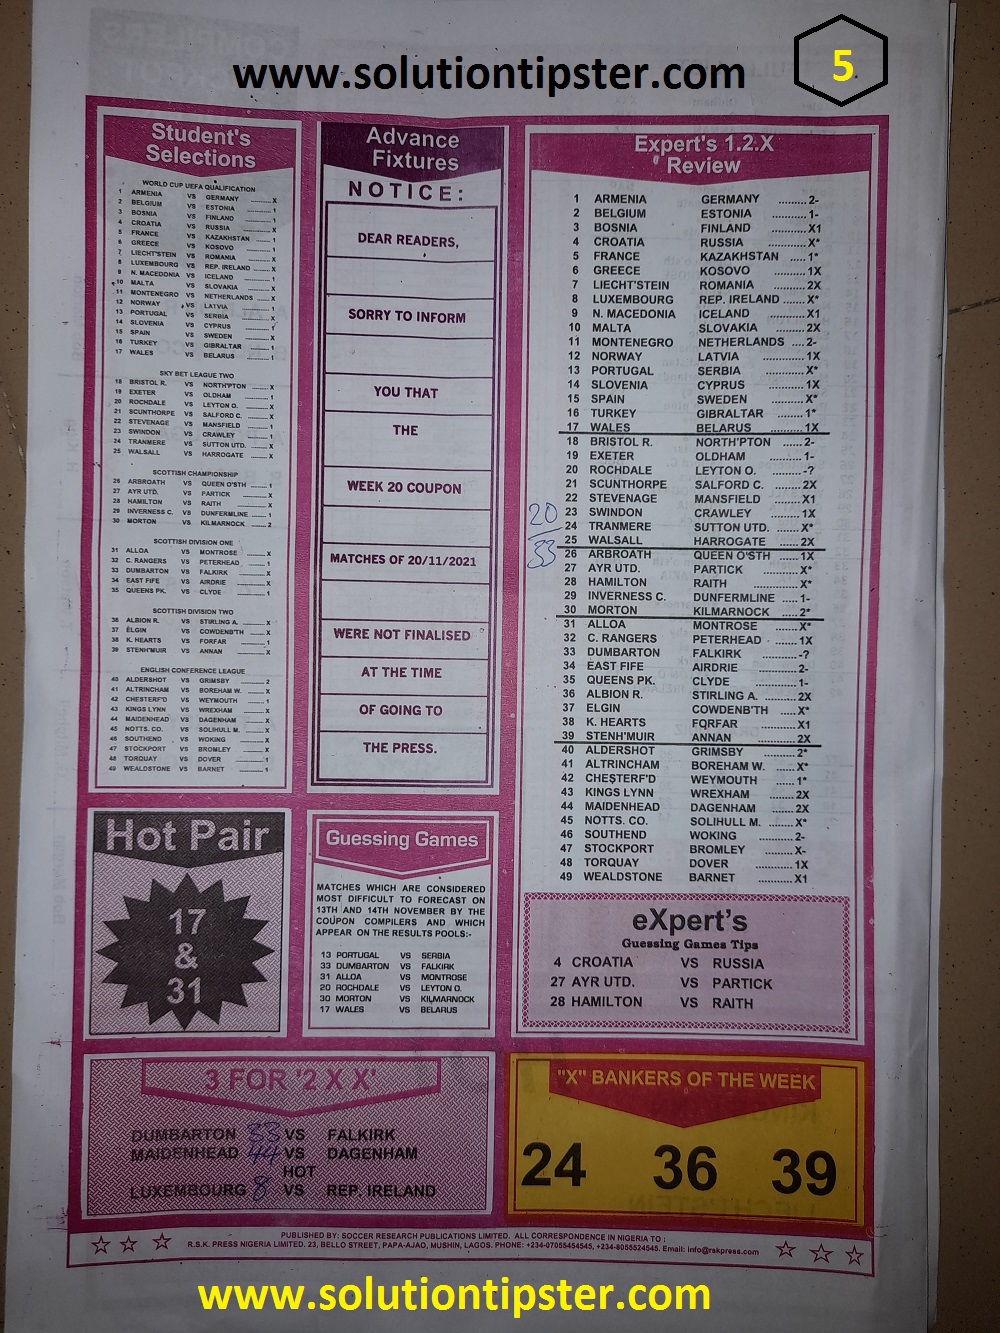 www.solutiontipster.com
5
Student's
Selections
WORLD CUP UEFA QUALIFICATION
1 ARMENIA VS GERMANY ........ X
2 BELGIUM VS ESTONIA ........ 1
3 BOSNIA VS FINLAND ........ 1
4 CROATIA VS RUSSIA ........ X
5 FRANCE VS KAZAKHSTAN ........ 1
6 GREECE VS KOSOVO ........ 1
7 LIECHT'STEIN VS ROMANIA ........ X
8 LUXEMBOURG VS REP. IRELAND ........ X
9 N. MACEDONIA VS ICELAND ........ 1
10 MALTA VS SLOVAKIA ........ X
11 MONTENEGRO VS NETHERLANDS ........ X
12 NORWAY VS LATVIA ........ 1
13 PORTUGAL VS SERBIA ........ X
14 SLOVENIA VS CYPRUS ........ 1
15 SPAIN VS SWEDEN ........ X
16 TURKEY VS GIBRALTAR ........ 1
17 WALES VS BELARUS ........ 1
SKY BET LEAGUE TWO
18 BRISTOL R. VS NORTH'PTON ........ X
19 EXETER VS OLDHAM ........ 1
20 ROCHDALE VS LEYTON O. ........ X
21 SCUNTHORPE VS SALFORD C. ........ X
22 STEVENAGE VS MANSFIELD ........ 1
23 SWINDON VS CRAWLEY ........ 1
24 TRANMERE VS SUTTON UTD. ........ X
25 WALSALL VS HARROGATE ........ X
SCOTTISH CHAMPIONSHIP
26 ARBROATH VS QUEEN O'STH ........ 1
27 AYR UTD. VS PARTICK ........ X
28 HAMILTON VS RAITH ........ X
29 INVERNESS C. VS DUNFERMLINE ........ 1
30 MORTON VS KILMARNOCK ........ 2
SCOTTISH DIVISION ONE
31 ALLOA VS MONTROSE ........ X
32 C. RANGERS VS PETERHEAD ........ 1
33 DUMBARTON VS FALKIRK ........ X
34 EAST FIFE VS AIRDRIE ........ X
35 QUEENS PK. VS CLYDE ........ 1
SCOTTISH DIVISION TWO
36 ALBION R. VS STIRLING A. ........ X
37 ELGIN VS COWDENB'TH ........ X
38 K. HEARTS VS FORFAR ........ 1
39 STENH'MUIR VS ANNAN ........ X
ENGLISH CONFERENCE LEAGUE
40 ALDERSHOT VS GRIMSBY ........ 2
41 ALTRINCHAM VS BOREHAM W. ........ X
42 CHESTERF'D VS WEYMOUTH ........ 1
43 KINGS LYNN VS WREXHAM ........ X
44 MAIDENHEAD VS DAGENHAM ........ X
45 NOTTS. CO. VS SOLIHULL M. ........ X
46 SOUTHEND VS WOKING ........ X
47 STOCKPORT VS BROMLEY ........ X
48 TORQUAY VS DOVER ........ 1
49 WEALDSTONE VS BARNET ........ 1
Advance
Fixtures
NOTICE:
DEAR READERS,
SORRY TO INFORM
YOU THAT
THE
WEEK 20 COUPON
MATCHES OF 20/11/2021
WERE NOT FINALISED
AT THE TIME
OF GOING TO
THE PRESS.
Expert's 1.2.X
Review
1 ARMENIA GERMANY ......... 2-
2 BELGIUM ESTONIA ......... 1-
3 BOSNIA FINLAND ......... X1
4 CROATIA RUSSIA ......... X*
5 FRANCE KAZAKHSTAN .... 1*
6 GREECE KOSOVO ......... 1X
7 LIECHT'STEIN ROMANIA ......... 2X
8 LUXEMBOURG REP. IRELAND ...... X*
9 N. MACEDONIA ICELAND ......... X1
10 MALTA SLOVAKIA ......... 2X
11 MONTENEGRO NETHERLANDS .... 2-
12 NORWAY LATVIA ......... 1X
13 PORTUGAL SERBIA ......... X*
14 SLOVENIA CYPRUS ......... 1X
15 SPAIN SWEDEN ......... X*
16 TURKEY GIBRALTAR ....... 1*
17 WALES BELARUS ......... 1X
18 BRISTOL R. NORTH'PTON ...... 2-
19 EXETER OLDHAM ......... 1-
20 ROCHDALE LEYTON O. ......... -?
21 SCUNTHORPE SALFORD C. ....... 2X
22 STEVENAGE MANSFIELD ....... X1
23 SWINDON CRAWLEY ......... 1X
24 TRANMERE SUTTON UTD. ...... X*
25 WALSALL HARROGATE ....... 2X
20
33
26 ARBROATH QUEEN O'STH ..... 1X
27 AYR UTD. PARTICK ......... X*
28 HAMILTON RAITH ......... X*
29 INVERNESS C. DUNFERMLINE ..... 1-
30 MORTON KILMARNOCK ..... 2*
31 ALLOA MONTROSE ........ X*
32 C. RANGERS PETERHEAD ....... 1X
33 DUMBARTON FALKIRK ......... -?
34 EAST FIFE AIRDRIE ......... 2-
35 QUEENS PK. CLYDE ......... 1-
36 ALBION R. STIRLING A. ....... 2X
37 ELGIN COWDENB'TH ..... X*
38 K. HEARTS FORFAR ......... X1
39 STENH'MUIR ANNAN ......... 2X
40 ALDERSHOT GRIMSBY ......... 2*
41 ALTRINCHAM BOREHAM W. ..... X*
42 CHESTERF'D WEYMOUTH ....... 1*
43 KINGS LYNN WREXHAM ........ 2X
44 MAIDENHEAD DAGENHAM ....... 2X
45 NOTTS. CO. SOLIHULL M. ....... X*
46 SOUTHEND WOKING ......... 2-
47 STOCKPORT BROMLEY ......... X-
48 TORQUAY DOVER ......... 1X
49 WEALDSTONE BARNET ......... X1
Hot Pair
17
&
31
Guessing Games
MATCHES WHICH ARE CONSIDERED
MOST DIFFICULT TO FORECAST ON
13TH AND 14TH NOVEMBER BY THE
COUPON COMPILERS AND WHICH
APPEAR ON THE RESULTS POOLS:-
13 PORTUGAL VS SERBIA
33 DUMBARTON VS FALKIRK
31 ALLOA VS MONTROSE
20 ROCHDALE VS LEYTON O.
30 MORTON VS KILMARNOCK
17 WALES VS BELARUS
eXpert's
Guessing Games Tips
4 CROATIA VS RUSSIA
27 AYR UTD. VS PARTICK
28 HAMILTON VS RAITH
3 FOR '2 X X'
DUMBARTON 33 VS FALKIRK
MAIDENHEAD 44 VS DAGENHAM
HOT
LUXEMBOURG 8 VS REP. IRELAND
"X" BANKERS OF THE WEEK
24 36 39
PUBLISHED BY: SOCCER RESEARCH PUBLICATIONS LIMITED. ALL CORRESPONDENCE IN NIGERIA TO :
R.S.K. PRESS NIGERIA LIMITED. 23, BELLO STREET, PAPA-AJAO, MUSHIN, LAGOS. PHONE: +234-07055454545, +234-8055524545. Email: info@rskpress.com
www.solutiontipster.com